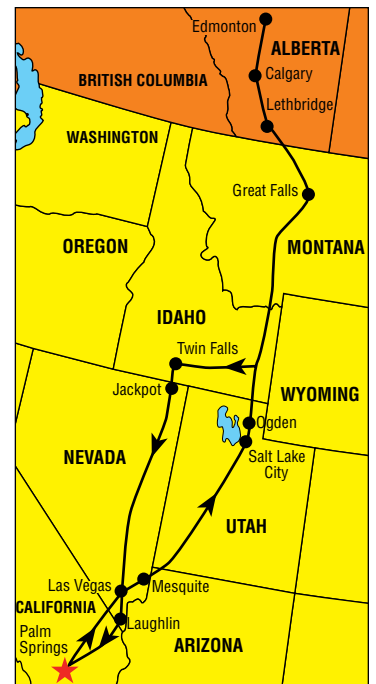 Edmonton
ALBERTA
BRITISH COLUMBIA
Calgary
Lethbridge
WASHINGTON
Great Falls
OREGON
MONTANA
IDAHO
Twin Falls
Jackpot
WYOMING
Ogden
NEVADA
Salt Lake
City
UTAH
Las Vegas
Mesquite
CALIFORNIA
Laughlin
Palm
Springs
ARIZONA